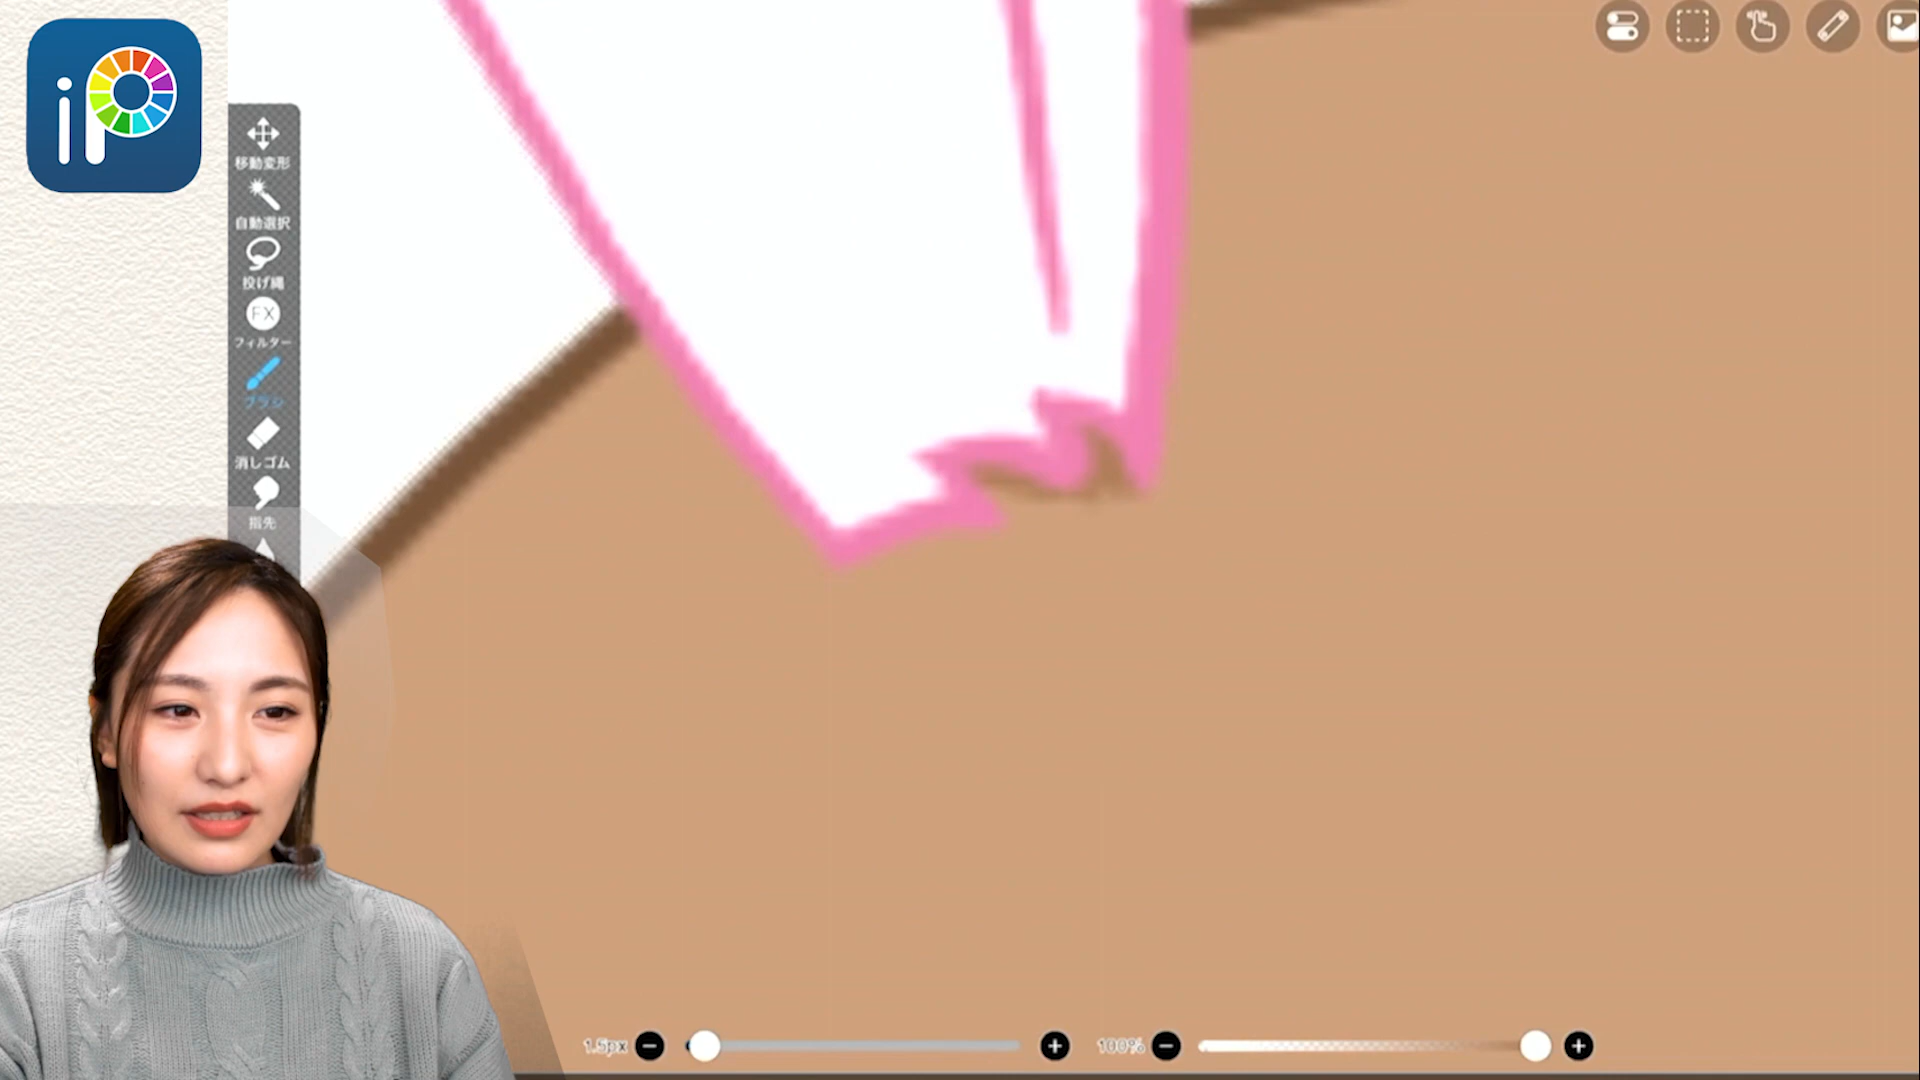 iP
移動変形
自動選択
投げ縄
FX
フィルター
ブラシ
消しゴム
指先
1.5px
100%